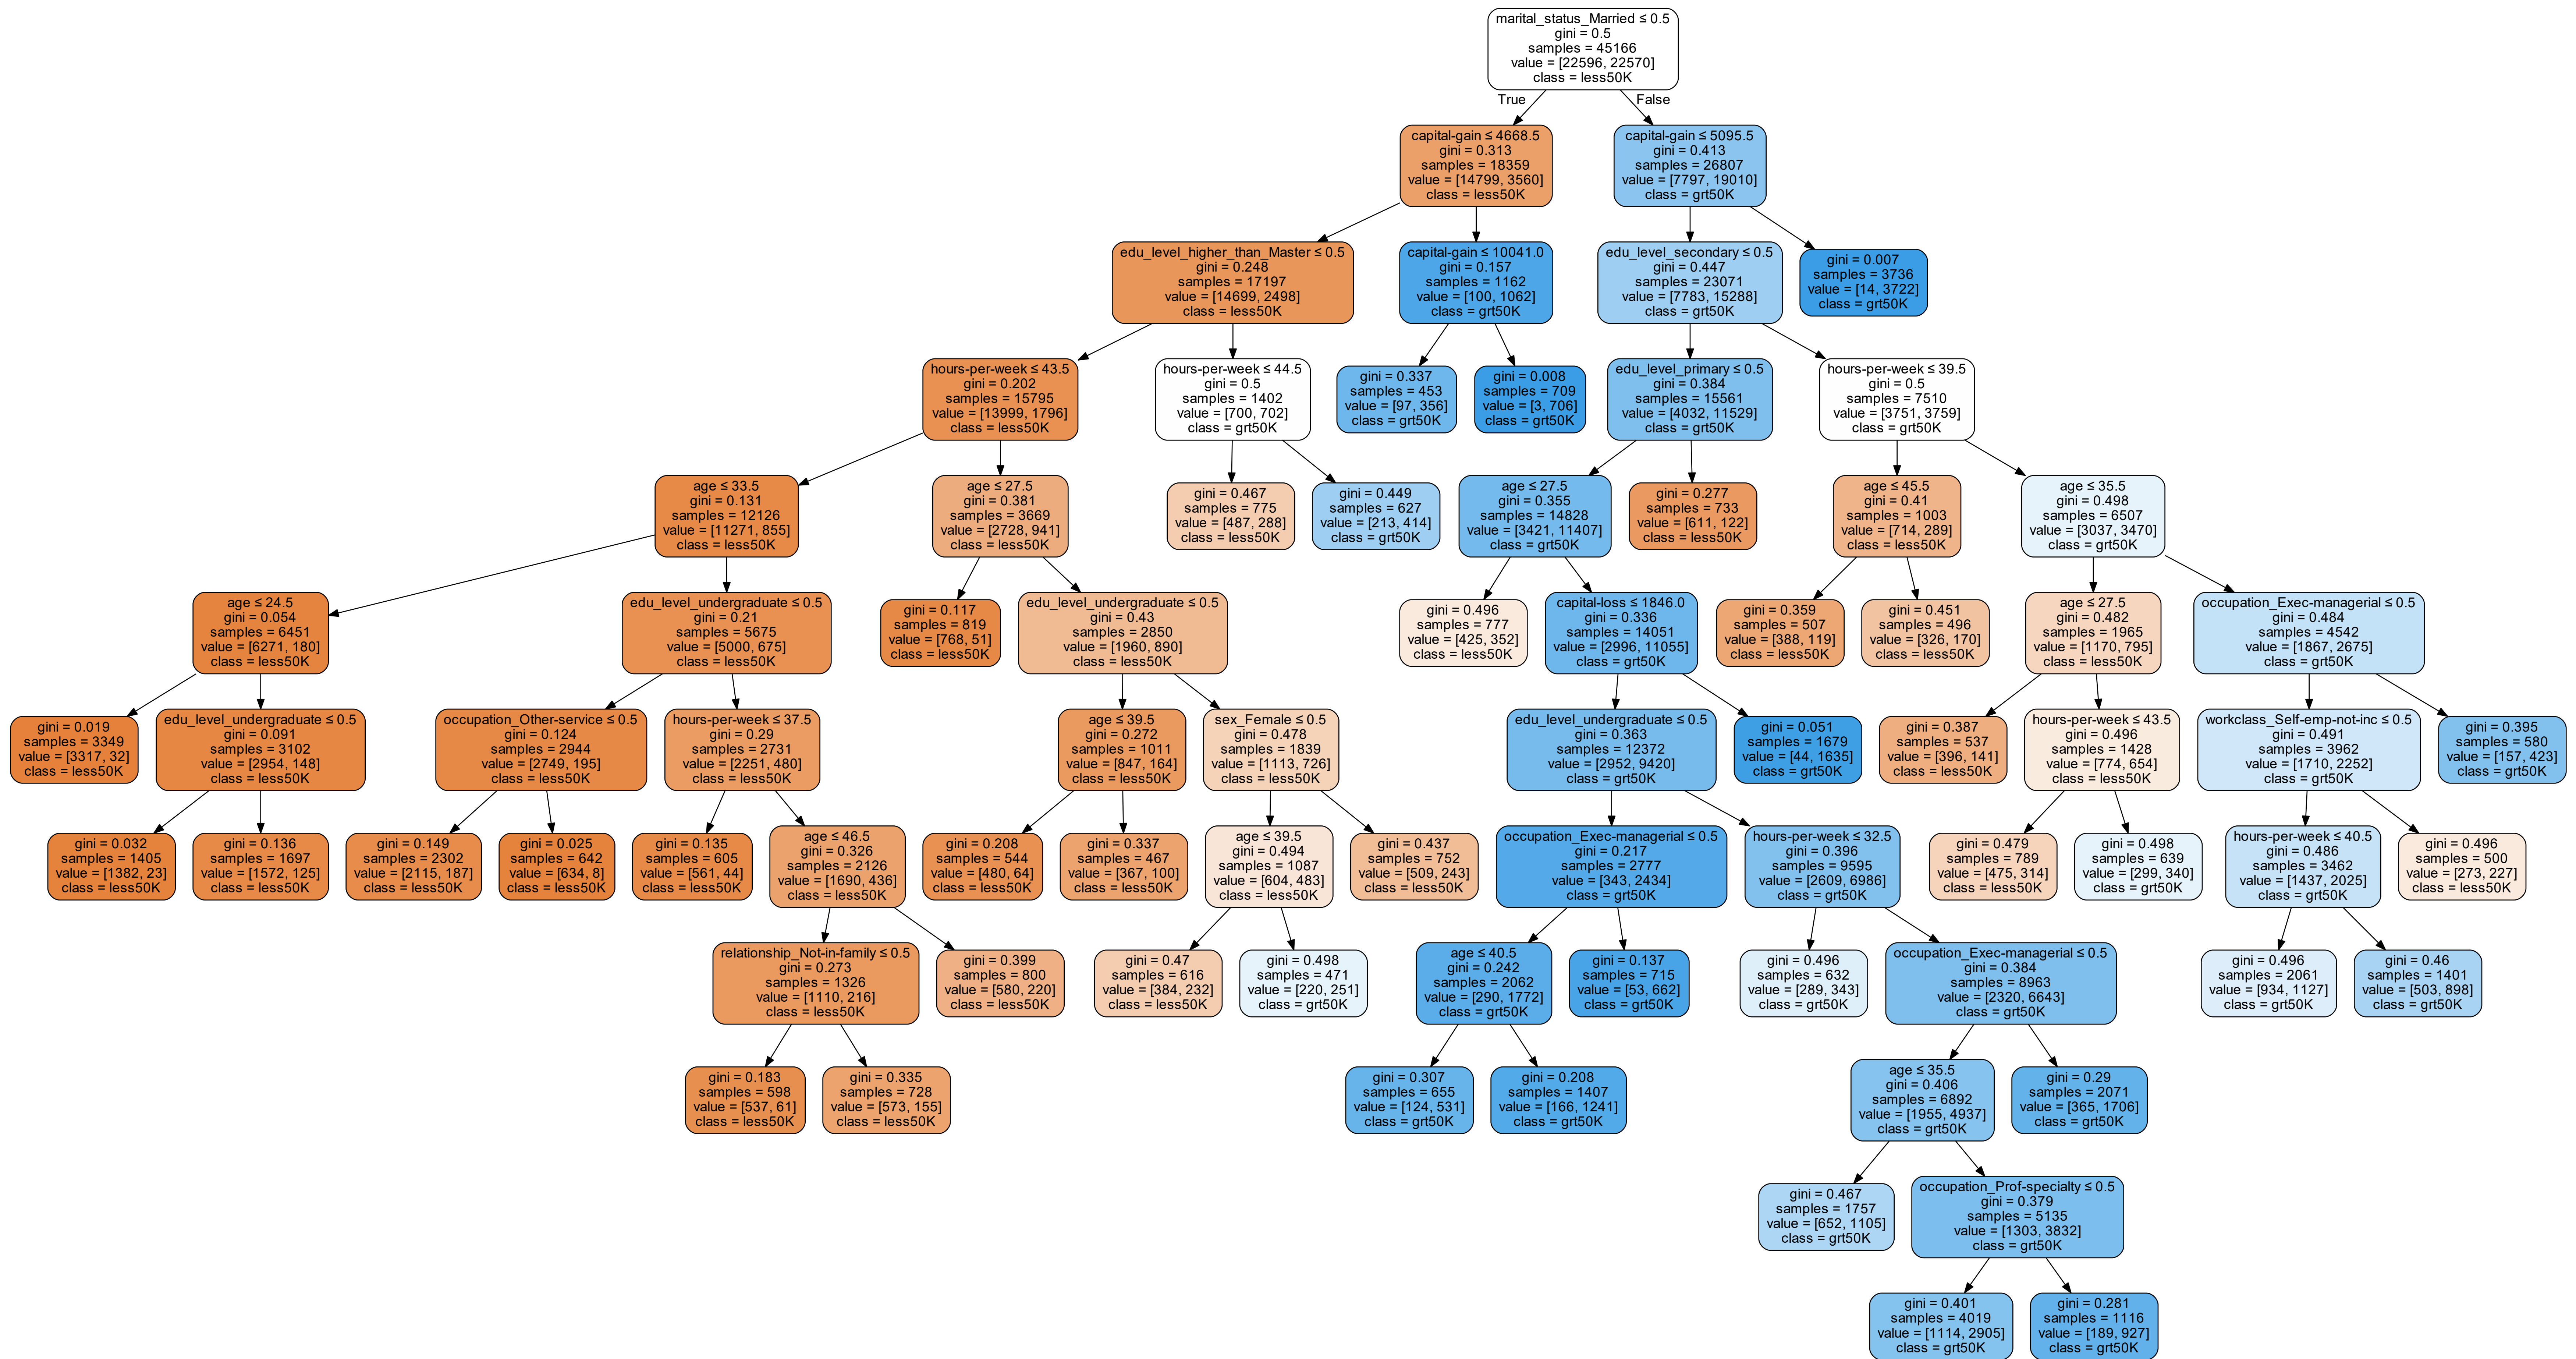 marital_status_Married ≤ 0.5
gini = 0.5
samples = 45166
value = [22596, 22570]
class = less50K
True
False
capital-gain ≤ 4668.5
gini = 0.313
samples = 18359
value = [14799, 3560]
class = less50K
capital-gain ≤ 5095.5
gini = 0.413
samples = 26807
value = [7797, 19010]
class = grt50K
edu_level_higher_than_Master ≤ 0.5
gini = 0.248
samples = 17197
value = [14699, 2498]
class = less50K
capital-gain ≤ 10041.0
gini = 0.157
samples = 1162
value = [100, 1062]
class = grt50K
edu_level_secondary ≤ 0.5
gini = 0.447
samples = 23071
value = [7783, 15288]
class = grt50K
gini = 0.007
samples = 3736
value = [14, 3722]
class = grt50K
hours-per-week ≤ 43.5
gini = 0.202
samples = 15795
value = [13999, 1796]
class = less50K
hours-per-week ≤ 44.5
gini = 0.5
samples = 1402
value = [700, 702]
class = grt50K
gini = 0.337
samples = 453
value = [97, 356]
class = grt50K
gini = 0.008
samples = 709
value = [3, 706]
class = grt50K
edu_level_primary ≤ 0.5
gini = 0.384
samples = 15561
value = [4032, 11529]
class = grt50K
hours-per-week ≤ 39.5
gini = 0.5
samples = 7510
value = [3751, 3759]
class = grt50K
age ≤ 33.5
gini = 0.131
samples = 12126
value = [11271, 855]
class = less50K
age ≤ 27.5
gini = 0.381
samples = 3669
value = [2728, 941]
class = less50K
gini = 0.467
samples = 775
value = [487, 288]
class = less50K
gini = 0.449
samples = 627
value = [213, 414]
class = grt50K
age ≤ 27.5
gini = 0.355
samples = 14828
value = [3421, 11407]
class = grt50K
gini = 0.277
samples = 733
value = [611, 122]
class = less50K
age ≤ 45.5
gini = 0.41
samples = 1003
value = [714, 289]
class = less50K
age ≤ 35.5
gini = 0.498
samples = 6507
value = [3037, 3470]
class = grt50K
age ≤ 24.5
gini = 0.054
samples = 6451
value = [6271, 180]
class = less50K
edu_level_undergraduate ≤ 0.5
gini = 0.21
samples = 5675
value = [5000, 675]
class = less50K
gini = 0.117
samples = 819
value = [768, 51]
class = less50K
edu_level_undergraduate ≤ 0.5
gini = 0.43
samples = 2850
value = [1960, 890]
class = less50K
gini = 0.496
samples = 777
value = [425, 352]
class = less50K
capital-loss ≤ 1846.0
gini = 0.336
samples = 14051
value = [2996, 11055]
class = grt50K
gini = 0.359
samples = 507
value = [388, 119]
class = less50K
gini = 0.451
samples = 496
value = [326, 170]
class = less50K
age ≤ 27.5
gini = 0.482
samples = 1965
value = [1170, 795]
class = less50K
occupation_Exec-managerial ≤ 0.5
gini = 0.484
samples = 4542
value = [1867, 2675]
class = grt50K
gini = 0.019
samples = 3349
value = [3317, 32]
class = less50K
edu_level_undergraduate ≤ 0.5
gini = 0.091
samples = 3102
value = [2954, 148]
class = less50K
occupation_Other-service ≤ 0.5
gini = 0.124
samples = 2944
value = [2749, 195]
class = less50K
hours-per-week ≤ 37.5
gini = 0.29
samples = 2731
value = [2251, 480]
class = less50K
age ≤ 39.5
gini = 0.272
samples = 1011
value = [847, 164]
class = less50K
sex_Female ≤ 0.5
gini = 0.478
samples = 1839
value = [1113, 726]
class = less50K
edu_level_undergraduate ≤ 0.5
gini = 0.363
samples = 12372
value = [2952, 9420]
class = grt50K
gini = 0.051
samples = 1679
value = [44, 1635]
class = grt50K
gini = 0.387
samples = 537
value = [396, 141]
class = less50K
hours-per-week ≤ 43.5
gini = 0.496
samples = 1428
value = [774, 654]
class = less50K
workclass_Self-emp-not-inc ≤ 0.5
gini = 0.491
samples = 3962
value = [1710, 2252]
class = grt50K
gini = 0.395
samples = 580
value = [157, 423]
class = grt50K
gini = 0.032
samples = 1405
value = [1382, 23]
class = less50K
gini = 0.136
samples = 1697
value = [1572, 125]
class = less50K
gini = 0.149
samples = 2302
value = [2115, 187]
class = less50K
gini = 0.025
samples = 642
value = [634, 8]
class = less50K
gini = 0.135
samples = 605
value = [561, 44]
class = less50K
age ≤ 46.5
gini = 0.326
samples = 2126
value = [1690, 436]
class = less50K
gini = 0.208
samples = 544
value = [480, 64]
class = less50K
gini = 0.337
samples = 467
value = [367, 100]
class = less50K
age ≤ 39.5
gini = 0.494
samples = 1087
value = [604, 483]
class = less50K
gini = 0.437
samples = 752
value = [509, 243]
class = less50K
occupation_Exec-managerial ≤ 0.5
gini = 0.217
samples = 2777
value = [343, 2434]
class = grt50K
hours-per-week ≤ 32.5
gini = 0.396
samples = 9595
value = [2609, 6986]
class = grt50K
gini = 0.479
samples = 789
value = [475, 314]
class = less50K
gini = 0.498
samples = 639
value = [299, 340]
class = grt50K
hours-per-week ≤ 40.5
gini = 0.486
samples = 3462
value = [1437, 2025]
class = grt50K
gini = 0.496
samples = 500
value = [273, 227]
class = less50K
relationship_Not-in-family ≤ 0.5
gini = 0.273
samples = 1326
value = [1110, 216]
class = less50K
gini = 0.399
samples = 800
value = [580, 220]
class = less50K
gini = 0.47
samples = 616
value = [384, 232]
class = less50K
gini = 0.498
samples = 471
value = [220, 251]
class = grt50K
age ≤ 40.5
gini = 0.242
samples = 2062
value = [290, 1772]
class = grt50K
gini = 0.137
samples = 715
value = [53, 662]
class = grt50K
gini = 0.496
samples = 632
value = [289, 343]
class = grt50K
occupation_Exec-managerial ≤ 0.5
gini = 0.384
samples = 8963
value = [2320, 6643]
class = grt50K
gini = 0.496
samples = 2061
value = [934, 1127]
class = grt50K
gini = 0.46
samples = 1401
value = [503, 898]
class = grt50K
gini = 0.183
samples = 598
value = [537, 61]
class = less50K
gini = 0.335
samples = 728
value = [573, 155]
class = less50K
gini = 0.307
samples = 655
value = [124, 531]
class = grt50K
gini = 0.208
samples = 1407
value = [166, 1241]
class = grt50K
age ≤ 35.5
gini = 0.406
samples = 6892
value = [1955, 4937]
class = grt50K
gini = 0.29
samples = 2071
value = [365, 1706]
class = grt50K
gini = 0.467
samples = 1757
value = [652, 1105]
class = grt50K
occupation_Prof-specialty ≤ 0.5
gini = 0.379
samples = 5135
value = [1303, 3832]
class = grt50K
gini = 0.401
samples = 4019
value = [1114, 2905]
class = grt50K
gini = 0.281
samples = 1116
value = [189, 927]
class = grt50K